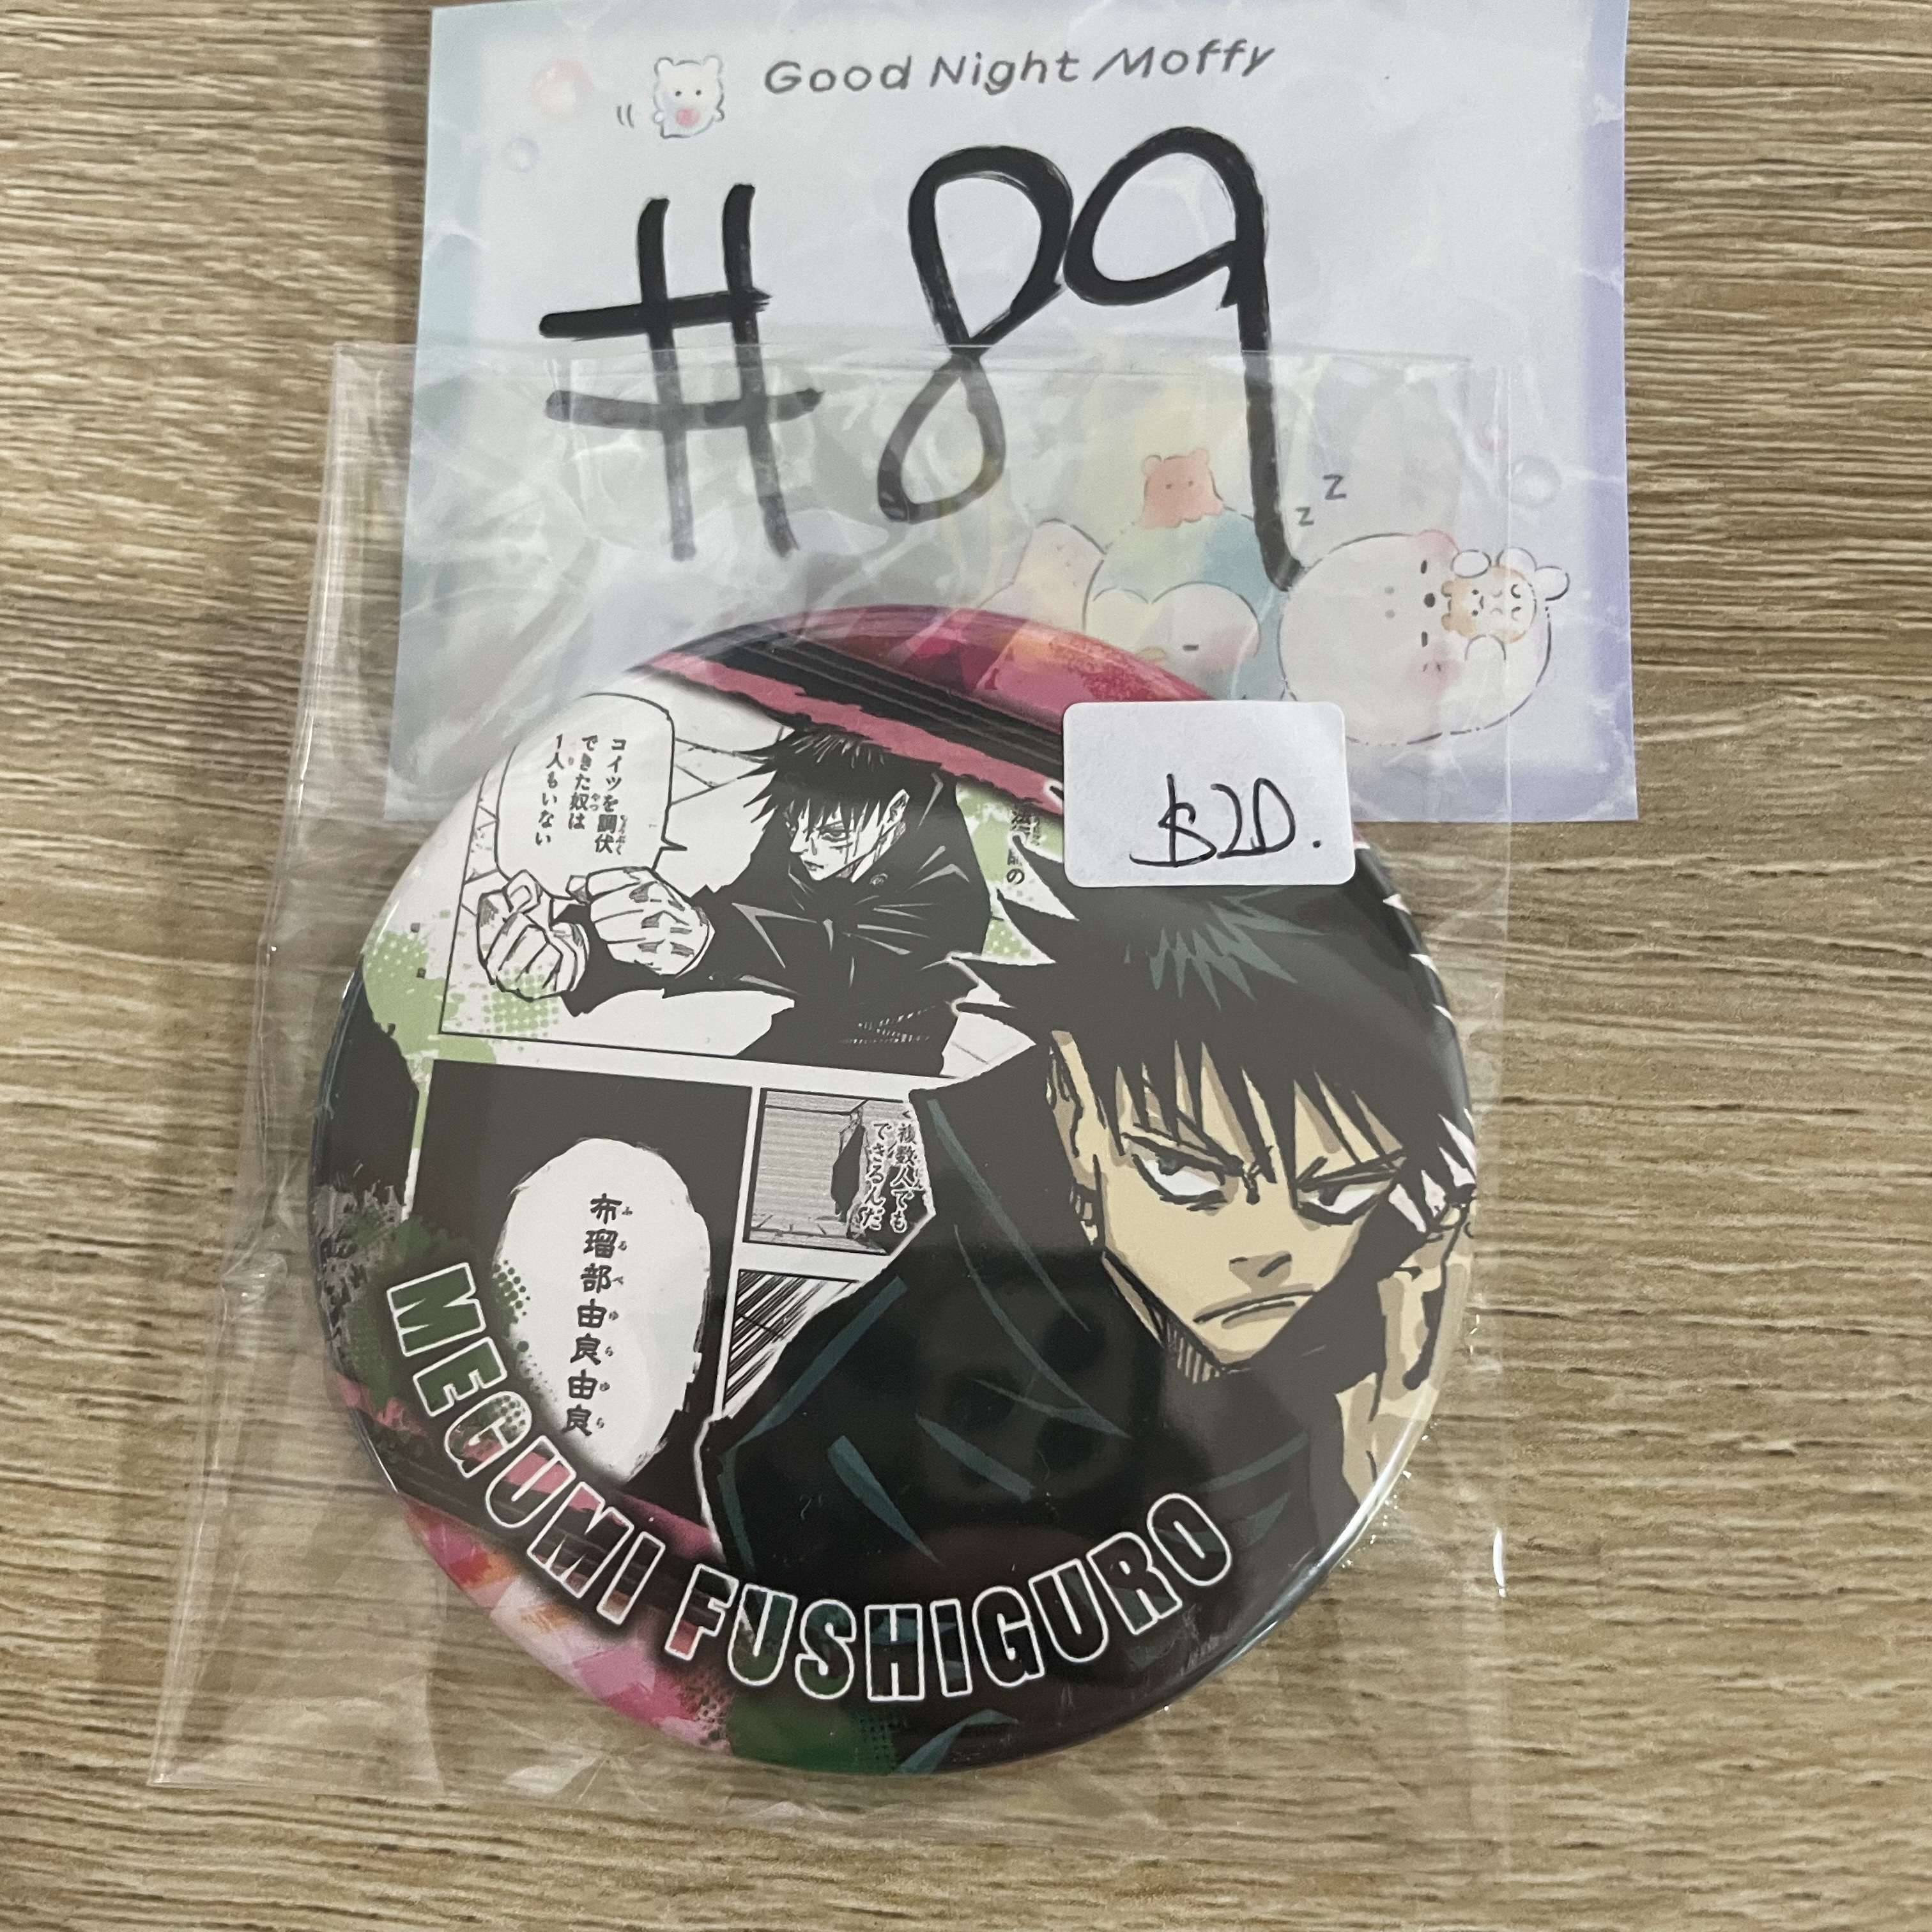 Good Night Moffy
#89
z
z
$20.
コイツを調伏
できた奴は
1人もいない
複数人でも
できるんだ
布瑠部由良由良
MEGUMI FUSHIGURO